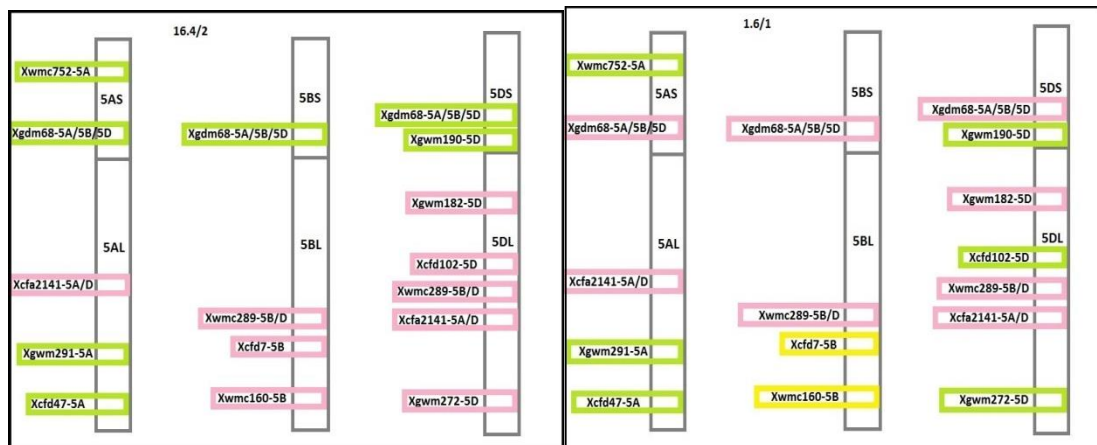 16.4/2
Xwmc752-5A
5AS
Xgdm68-5A/5B/5D
5AL
Xcfa2141-5A/D
Xgwm291-5A
Xcfd47-5A
5BS
Xgdm68-5A/5B/5D
5BL
Xwmc289-5B/D
Xcfd7-5B
Xwmc160-5B
5DS
Xgdm68-5A/5B/5D
Xgwm190-5D
Xgwm182-5D
5DL
Xcfd102-5D
Xwmc289-5B/D
Xcfa2141-5A/D
Xgwm272-5D
1.6/1
Xwmc752-5A
5AS
Xgdm68-5A/5B/5D
5AL
Xcfa2141-5A/D
Xgwm291-5A
Xcfd47-5A
5BS
Xgdm68-5A/5B/5D
5BL
Xwmc289-5B/D
Xcfd7-5B
Xwmc160-5B
5DS
Xgdm68-5A/5B/5D
Xgwm190-5D
Xgwm182-5D
5DL
Xcfd102-5D
Xwmc289-5B/D
Xcfa2141-5A/D
Xgwm272-5D